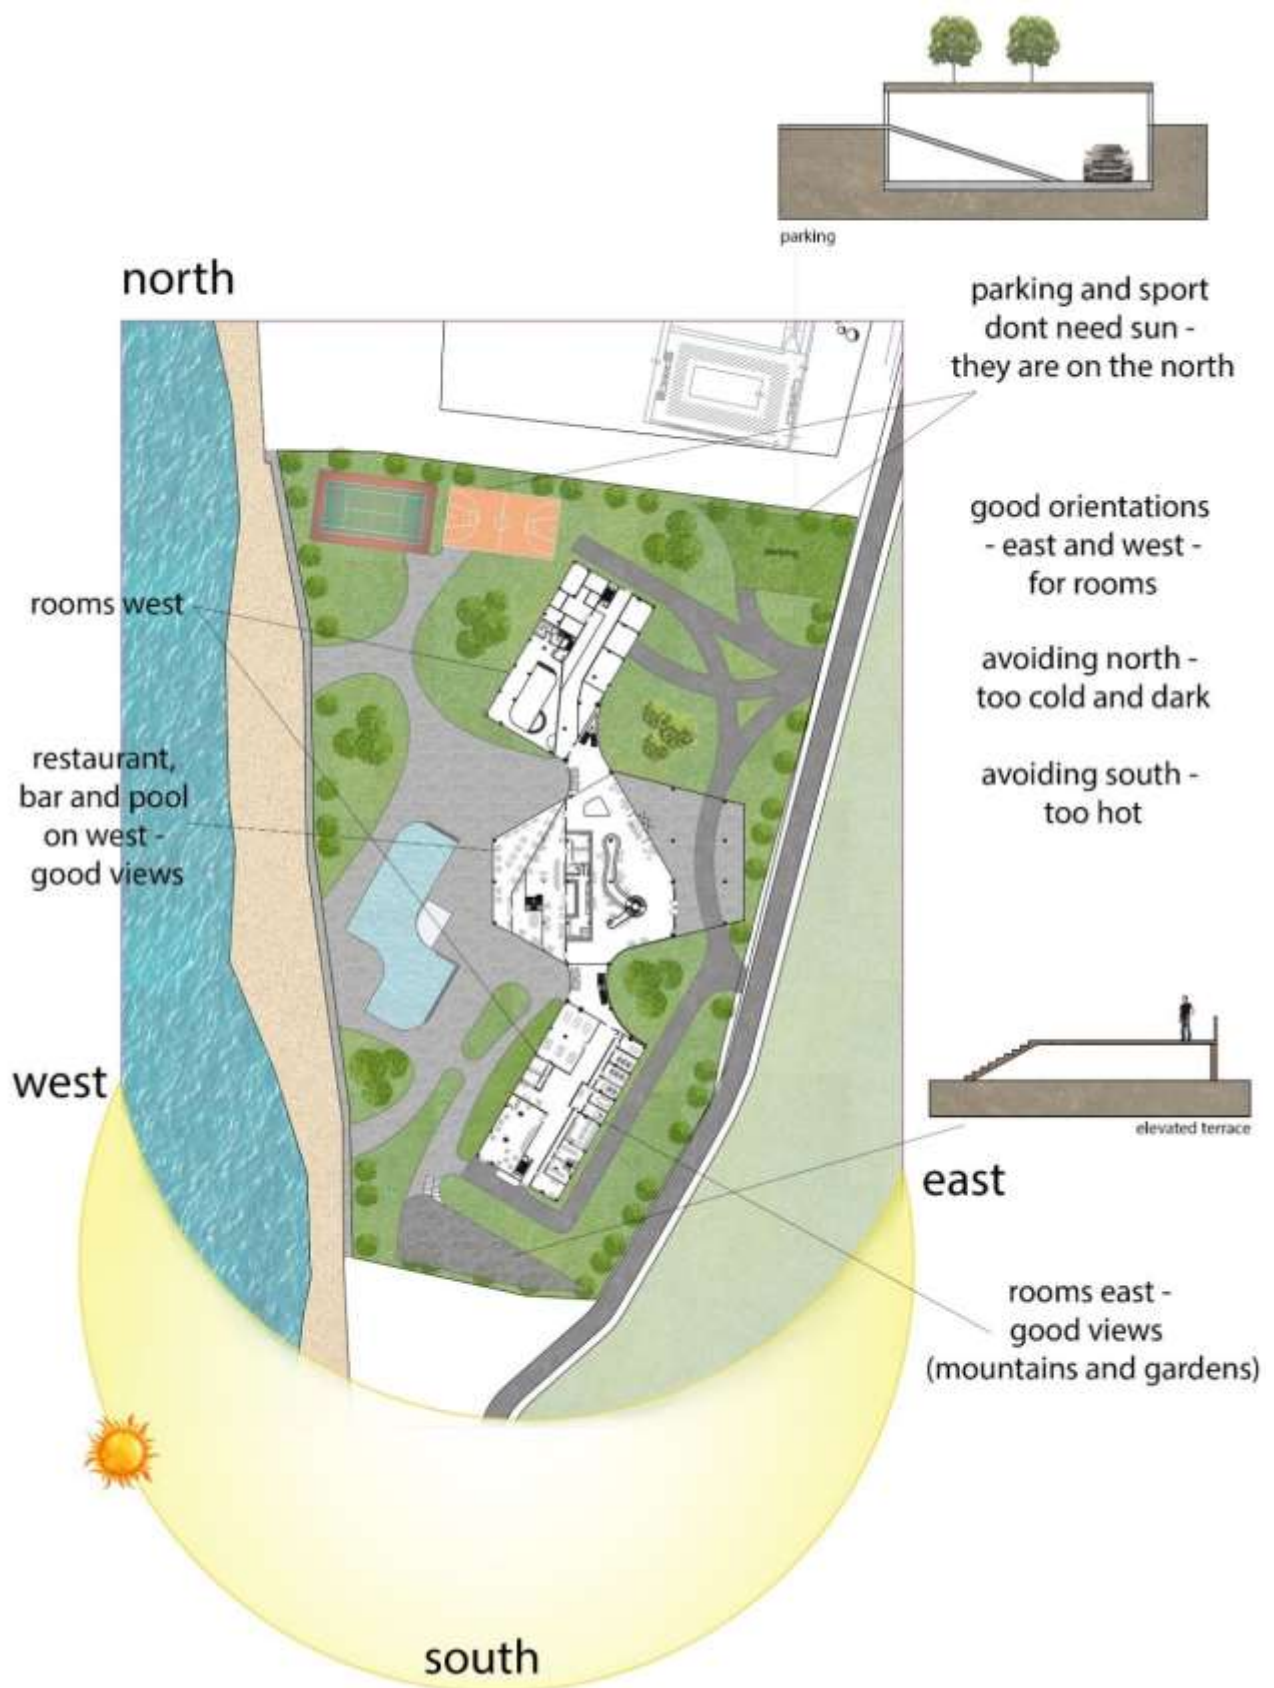 parking
north
parking and sport
dont need sun -
they are on the north
good orientations
- east and west -
for rooms
parking
rooms west
avoiding north -
too cold and dark
restaurant,
bar and pool
on west -
good views
avoiding south -
too hot
west
elevated terrace
east
rooms east -
good views
(mountains and gardens)
south